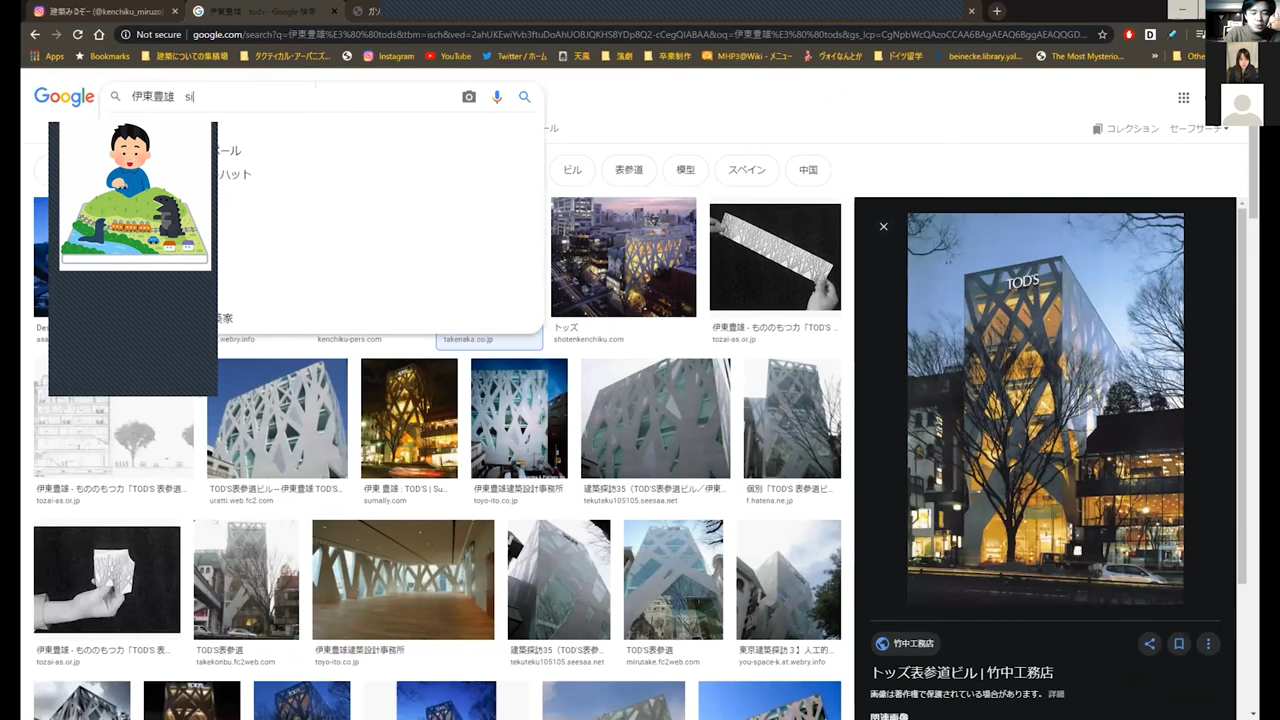 建築みるぞー(@kenchiku_miruzo)
伊東豊雄 tods - Google 検索
ガソ
Not secure
google.com/search?q=伊東豊雄%E3%80%80tods&tbm=isch&ved=2ahUKEwiYvb3ftuDoAhUOBJQKHS8YDp8Q2-cCegQIABAA&oq=伊東豊雄%E3%80%80tods&gs_lcp=CgNpbWcQAzoCCAA6BAgAEAQ6BggAEAQQGD...
Apps
Bookmarks
建築についての集積場
タクティカル・アーバニズ...
Instagram
YouTube
Twitter/ホーム
天鳳
演劇
卒業制作
MHP3@Wiki - メニュー
ヴォイなんとか
ドイツ留学
beinecke.library.yal...
The Most Mysterio...
»
Othe
Google
伊東豊雄 si
コレクション
セーフサーチ
ール
ビル
表参道
模型
スペイン
中国
ボール
ハット
築家
webry.info
kenchiku-pers.com
takenaka.co.jp
トッズ
shotenkenchiku.com
伊東豊雄 - もののもつ力「TOD'S ...
tozai-as.or.jp
伊東豊雄 - もののもつ力「TOD'S 表参道...
tozai-as.or.jp
TOD'S表参道ビル－伊東豊雄 TOD'S...
uratti.web.fc2.com
伊東 豊雄 : TOD'S | Su...
sumally.com
伊東豊雄建築設計事務所
toyo-ito.co.jp
建築探訪35（TOD'S表参道ビル／伊東...
tekuteku105105.seesaa.net
個別「TOD'S 表参道ビ...
f.hatena.ne.jp
伊東豊雄 - もののもつ力「TOD'S 表...
tozai-as.or.jp
TOD'S表参道
takekonbu.fc2web.com
伊東豊雄建築設計事務所
toyo-ito.co.jp
建築探訪35（TOD'S表参道ビ...
tekuteku105105.seesaa.net
TOD'S表参道
mirutake.fc2web.com
東京建築探訪 3 】人工的...
you-space-k.at.webry.info
TOD'S
竹中工務店
トッズ表参道ビル | 竹中工務店
画像は著作権で保護されている場合があります。 詳細
関連画像